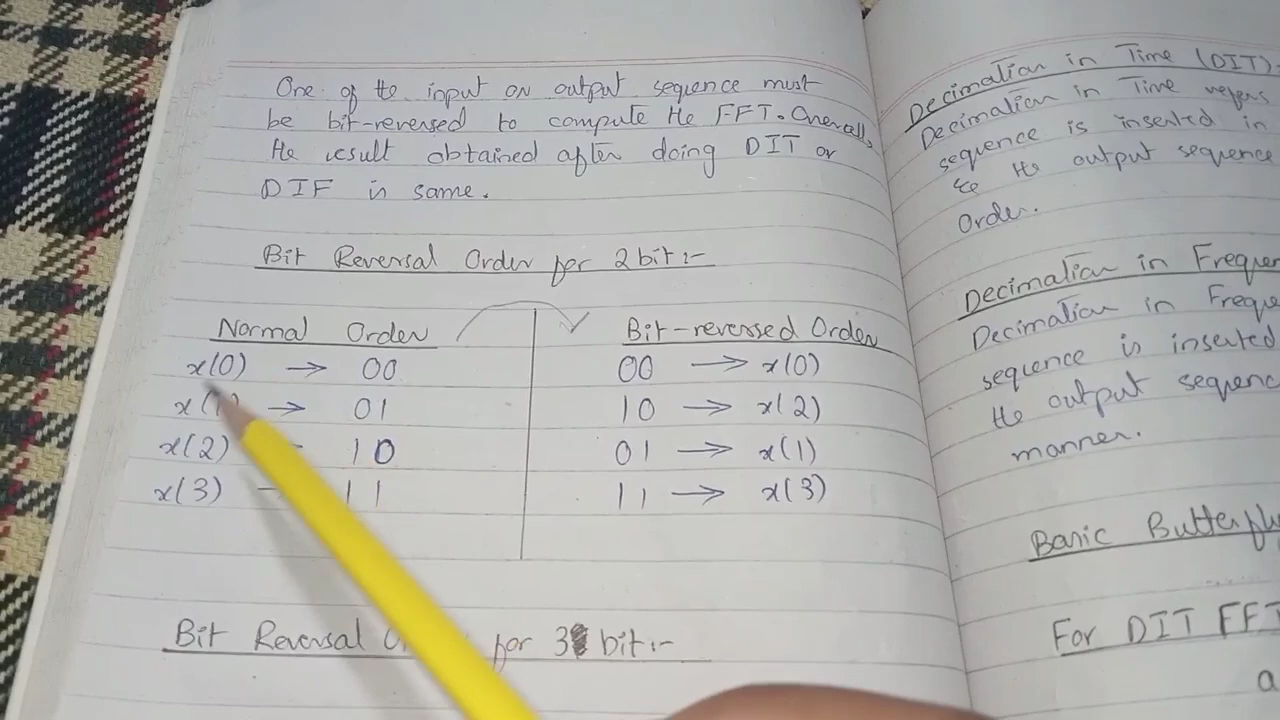 One of the input or output sequence must
be bit-reversed to compute the FFT. Overall,
the result obtained after doing DIT or
DIF is same.
Bit Reversal Order for 2 bit :-
Normal Order
Bit-reversed Order
x(0) → 00
00 → x(0)
x(1) → 01
10 → x(2)
x(2) → 10
01 → x(1)
x(3) → 11
11 → x(3)
Bit Reversal for 3 bit :-
Decimation in Time (DIT) :-
Decimation in Time refers
sequence is inserted in
the output sequence
Order.
Decimation in Frequen
Decimation in Freque
sequence is inserted
the output sequenc
manner.
Basic Butterfly
For DIT FFT
a